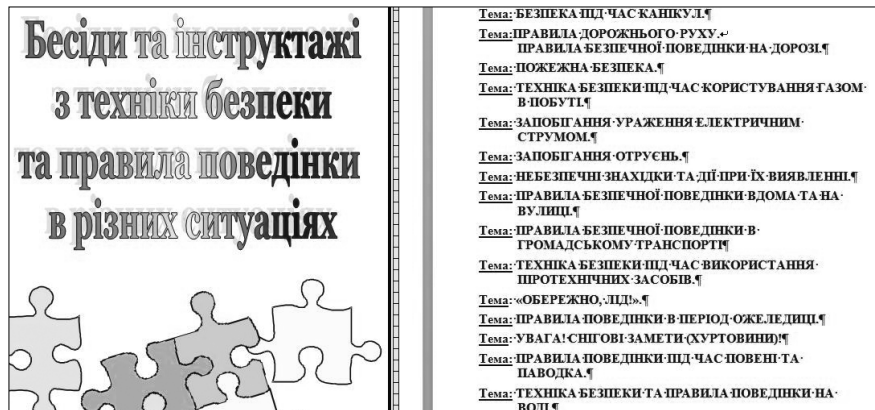 Бесіди та інструктажі
з техніки безпеки
та правила поведінки
в різних ситуаціях
Тема: БЕЗПЕКА ПІД ЧАС КАНІКУЛ.
Тема:ПРАВИЛА ДОРОЖНЬОГО РУХУ.
ПРАВИЛА БЕЗПЕЧНОЇ ПОВЕДІНКИ НА ДОРОЗІ.
Тема: ПОЖЕЖНА БЕЗПЕКА.
Тема: ТЕХНІКА БЕЗПЕКИ ПІД ЧАС КОРИСТУВАННЯ ГАЗОМ
В ПОБУТІ.
Тема: ЗАПОБІГАННЯ УРАЖЕННЯ ЕЛЕКТРИЧНИМ
СТРУМОМ.
Тема: ЗАПОБІГАННЯ ОТРУЄНЬ.
Тема: НЕБЕЗПЕЧНІ ЗНАХІДКИ ТА ДІЇ ПРИ ЇХ ВИЯВЛЕННІ.
Тема: ПРАВИЛА БЕЗПЕЧНОЇ ПОВЕДІНКИ ВДОМА ТА НА
ВУЛИЦІ.
Тема: ПРАВИЛА БЕЗПЕЧНОЇ ПОВЕДІНКИ В
ГРОМАДСЬКОМУ ТРАНСПОРТІ
Тема: ТЕХНІКА БЕЗПЕКИ ПІД ЧАС ВИКОРИСТАННЯ
ПІРОТЕХНІЧНИХ ЗАСОБІВ.
Тема: «ОБЕРЕЖНО, ЛІД!».
Тема: ПРАВИЛА ПОВЕДІНКИ В ПЕРІОД ОЖЕЛЕДИЦІ.
Тема: УВАГА! СНІГОВІ ЗАМЕТИ (ХУРТОВИНИ)!
Тема: ПРАВИЛА ПОВЕДІНКИ ПІД ЧАС ПОВЕНІ ТА
ПАВОДКА.
Тема: ТЕХНІКА БЕЗПЕКИ ТА ПРАВИЛА ПОВЕДІНКИ НА
ВОДІ.